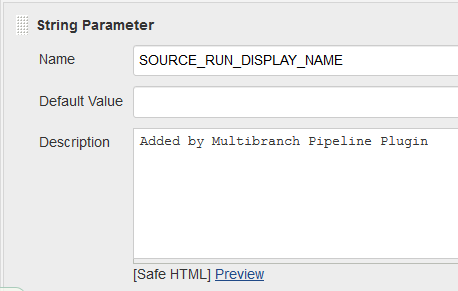 String Parameter
Name SOURCE_RUN_DISPLAY_NAME
Default Value
Description Added by Multibranch Pipeline Plugin
[Safe HTML] Preview